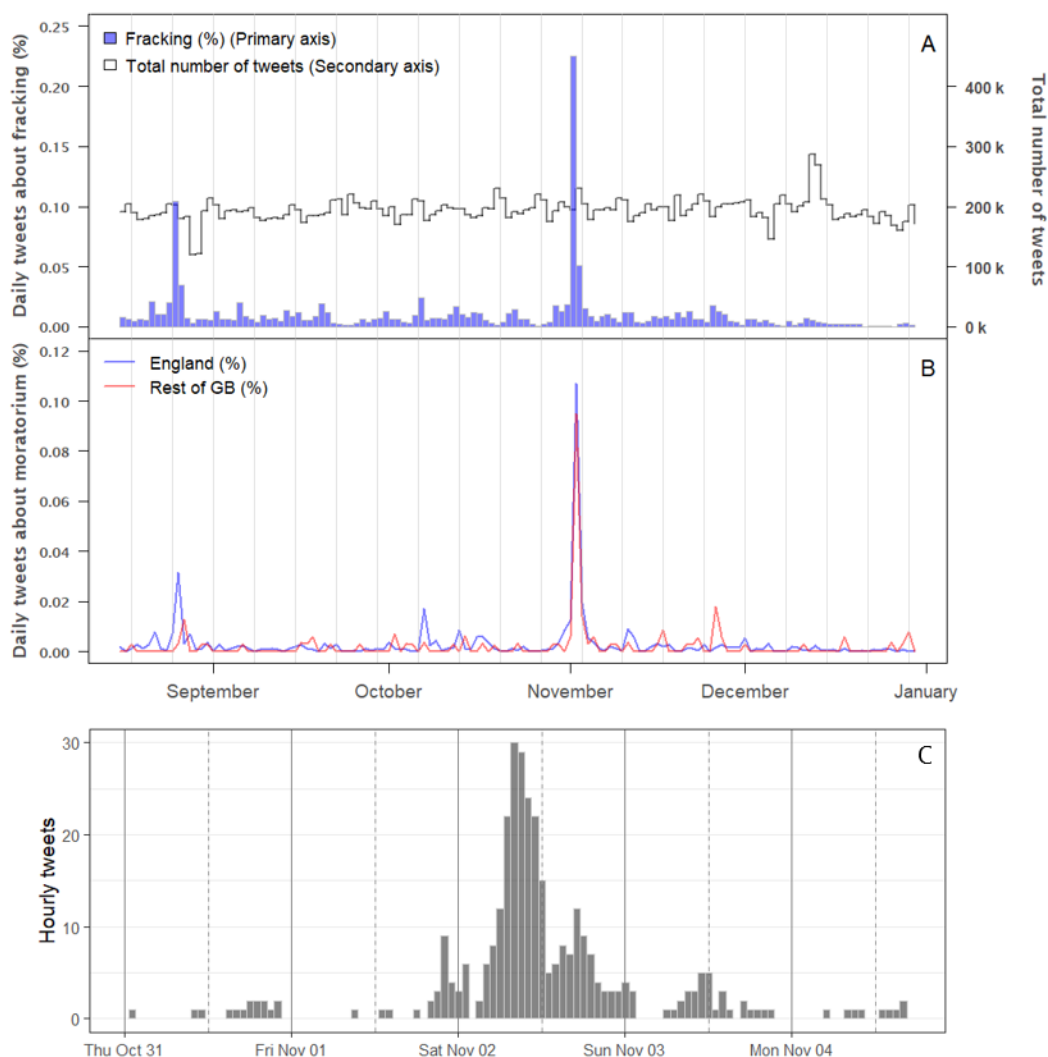 Fracking (%) (Primary axis)
Total number of tweets (Secondary axis)
A
Daily tweets about fracking (%)
0.25
0.20
0.15
0.10
0.05
0.00
Total number of tweets
400 k
300 k
200 k
100 k
0 k
England (%)
Rest of GB (%)
B
Daily tweets about moratorium (%)
0.12
0.10
0.08
0.06
0.04
0.02
0.00
September October November December January
C
Hourly tweets
30
20
10
0
Thu Oct 31 Fri Nov 01 Sat Nov 02 Sun Nov 03 Mon Nov 04